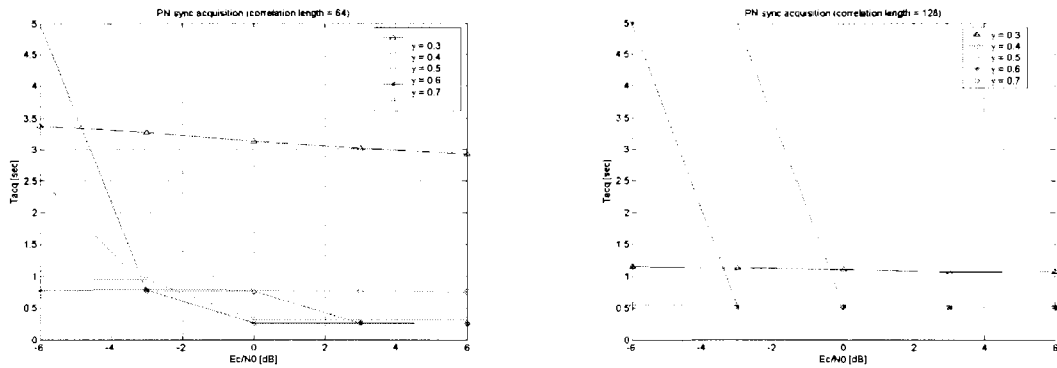 PN sync acquisition (correlation length = 64)
5
4.5
4
3.5
3
2.5
2
1.5
1
0.5
0
Tacq [sec]
-6
-4
-2
0
2
4
6
Ec/N0 [dB]
γ = 0.3
γ = 0.4
γ = 0.5
γ = 0.6
γ = 0.7
PN sync acquisition (correlation length = 128)
5
4.5
4
3.5
3
2.5
2
1.5
1
0.5
0
Tacq [sec]
-6
-4
-2
0
2
4
6
Ec/N0 [dB]
γ = 0.3
γ = 0.4
γ = 0.5
γ = 0.6
γ = 0.7